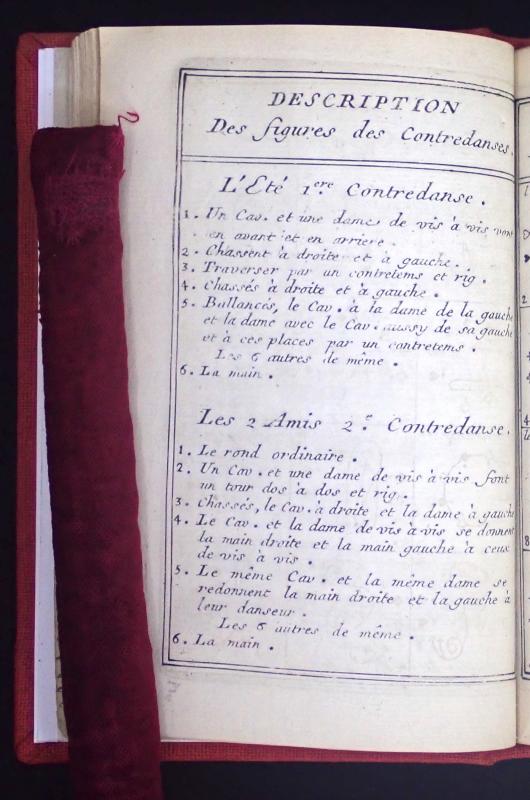 DESCRIPTION
Des figures des Contredanses.
L'Eté 1ere Contredanse.
1. Un Cav. et une dame de vis à vis vont
en avant et en arriere.
2. Chassent à droite et à gauche.
3. Traverser par un contretems et rig.
4. Chassés à droite et à gauche.
5. Ballancés, le Cav. à la dame de la gauche
et la dame avec le Cav. aussy de sa gauche
et à ces places par un contretems.
Les 6 autres de même.
6. La main.
Les 2 Amis 2e Contredanse.
1. Le rond ordinaire.
2. Un Cav. et une dame de vis à vis font
un tour dos à dos et rig.
3. Chassés, le Cav. à droite et la dame à gauche
4. Le Cav. et la dame de vis à vis se donnent
la main droite et la main gauche à ceux
de vis à vis.
5. Le même Cav. et la même dame se
redonnent la main droite et la gauche à
leur danseur.
Les 6 autres de même.
6. La main.